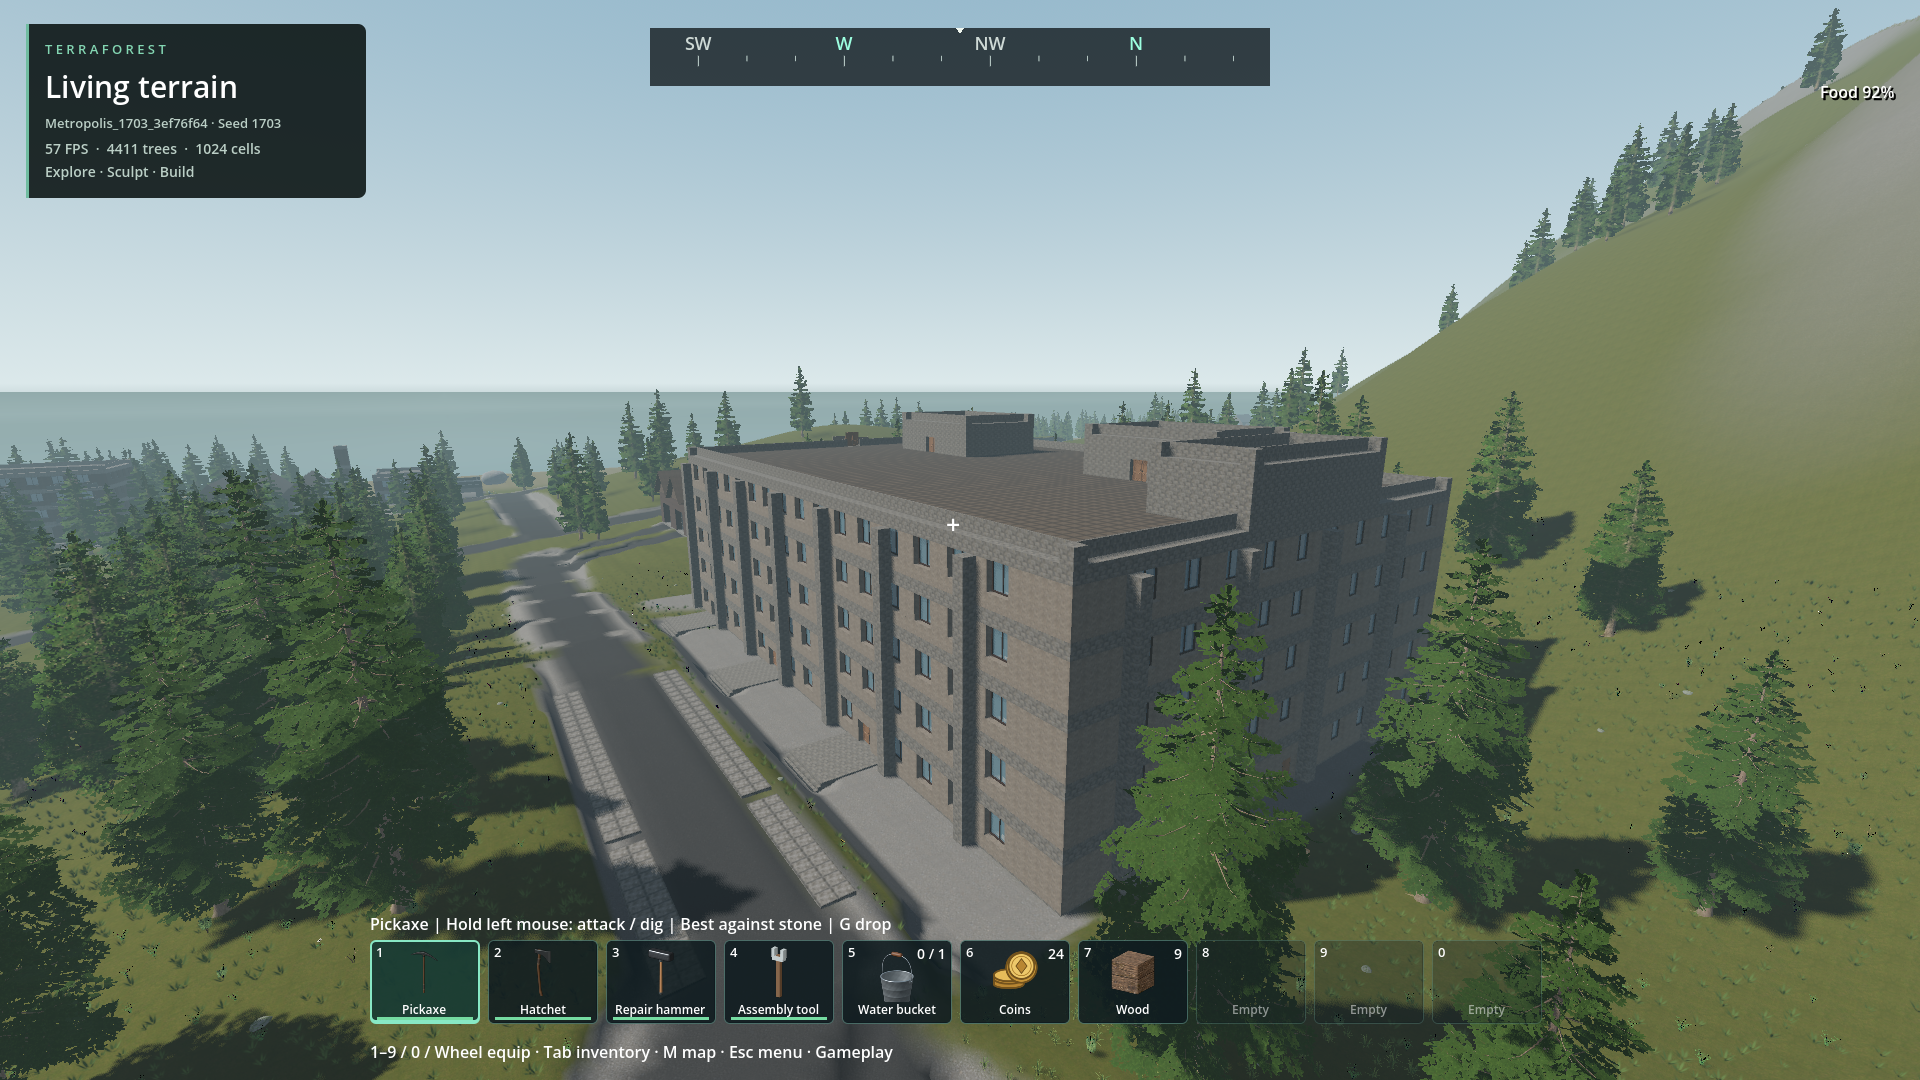 TERRAFOREST
Living terrain
Metropolis_1703_3ef76f64 · Seed 1703
57 FPS · 4411 trees · 1024 cells
Explore · Sculpt · Build
SW W NW N
Food 92%
Pickaxe | Hold left mouse: attack / dig | Best against stone | G drop
1 Pickaxe
2 Hatchet
3 Repair hammer
4 Assembly tool
5 0 / 1 Water bucket
6 24 Coins
7 9 Wood
8 Empty
9 Empty
0 Empty
1–9 / 0 / Wheel equip · Tab inventory · M map · Esc menu · Gameplay